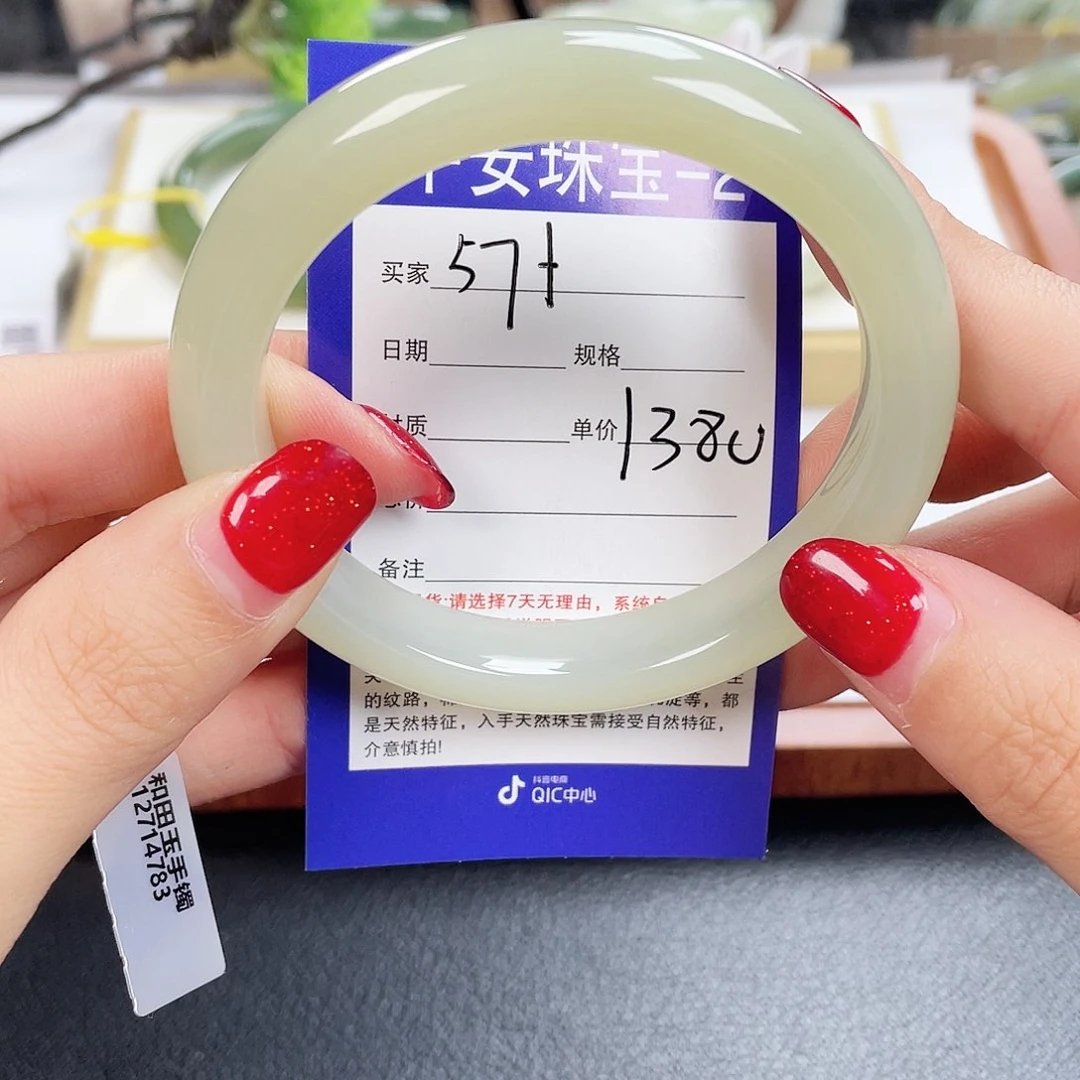 安珠宝-2
买家 57+
日期 规格
质 单价 1380
备注
货:请选择7天无理由，系统自
的纹路，淀等，都
是天然特征，入手天然珠宝需接受自然特征，
介意慎拍!
抖音电商
QIC中心
和田玉手镯
12714783